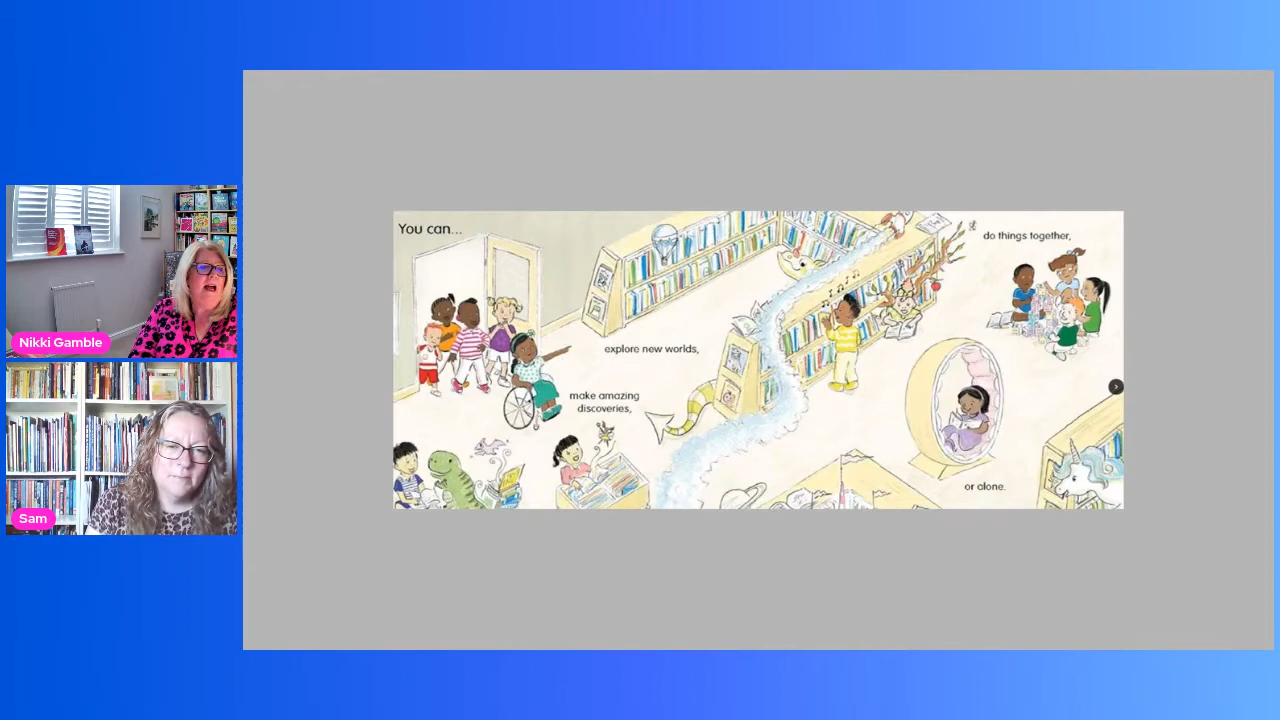 Nikki Gamble
Sam
You can...
explore new worlds,
make amazing
discoveries,
do things together,
or alone.